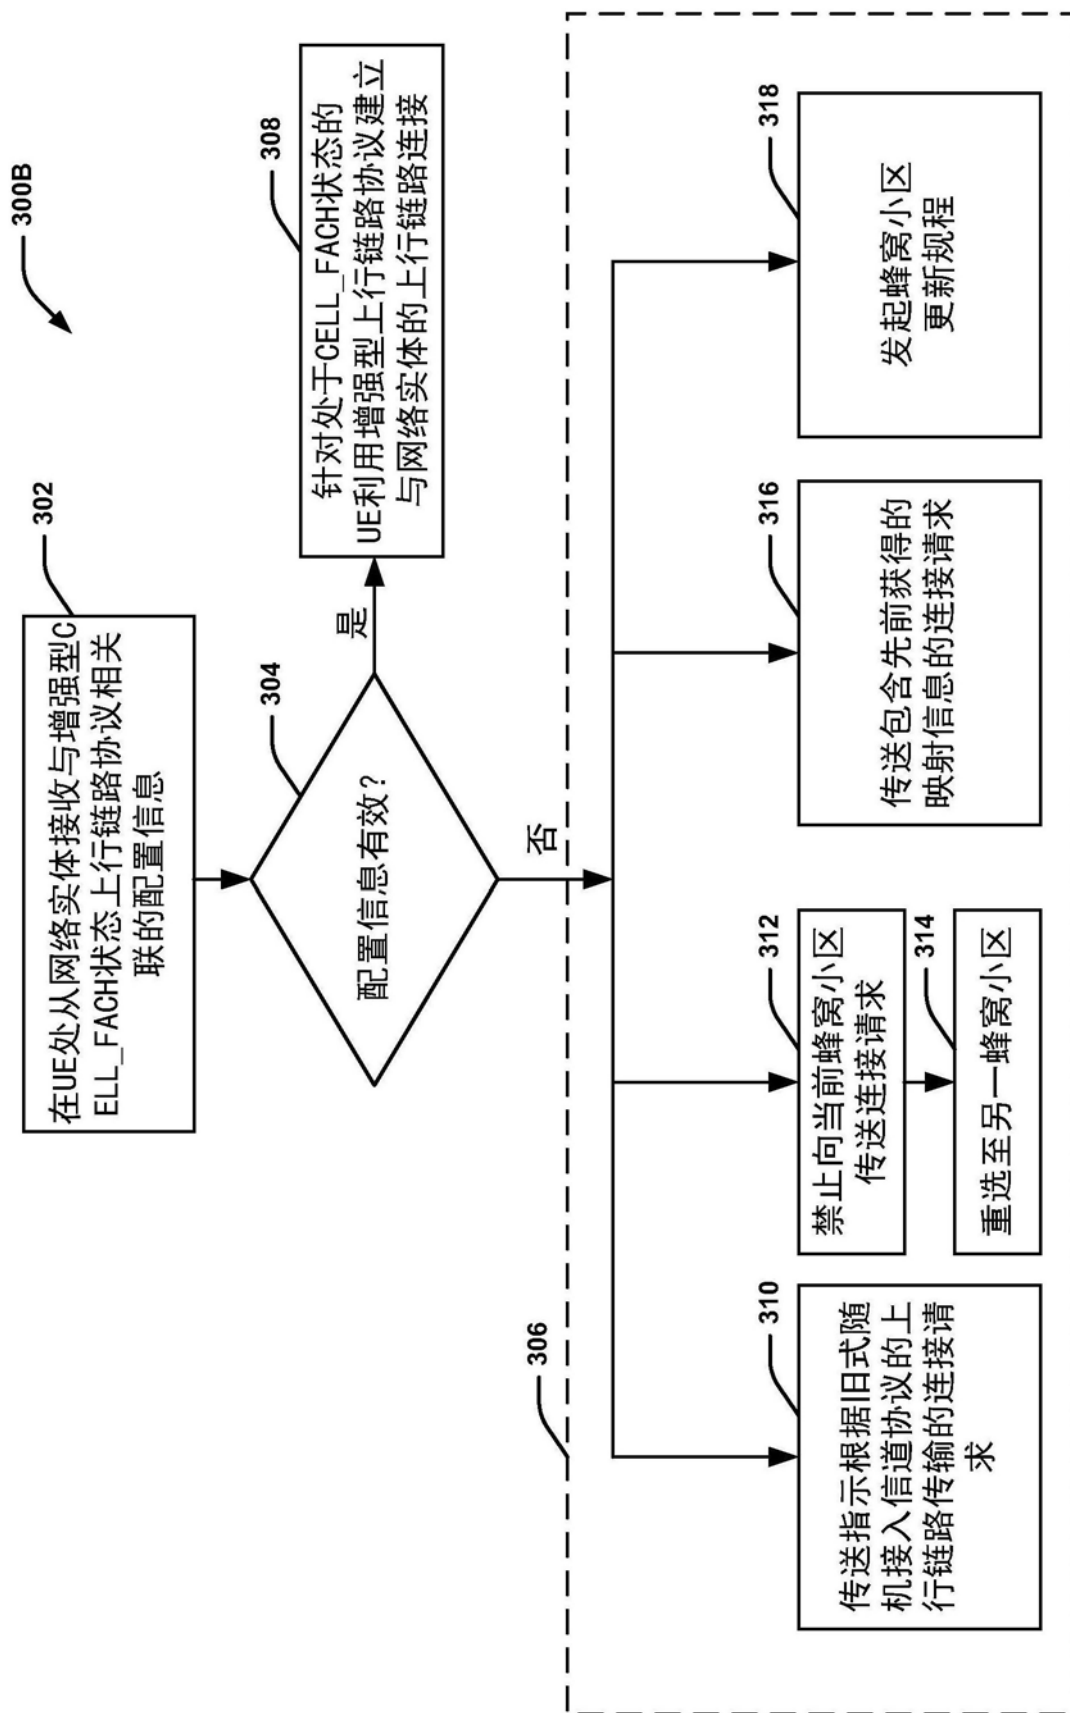 300B
302
在UE处从网络实体接收与增强型C
ELL_FACH状态上行链路协议相关
联的配置信息
304
配置信息有效?
是
308
针对处于CELL_FACH状态的
UE利用增强型上行链路协议建立
与网络实体的上行链路连接
否
306
310
传送指示根据旧式随
机接入信道协议的上
行链路传输的连接请
求
312
禁止向当前蜂窝小区
传送连接请求
314
重选至另一蜂窝小区
316
传送包含先前获得的
映射信息的连接请求
318
发起蜂窝小区
更新规程